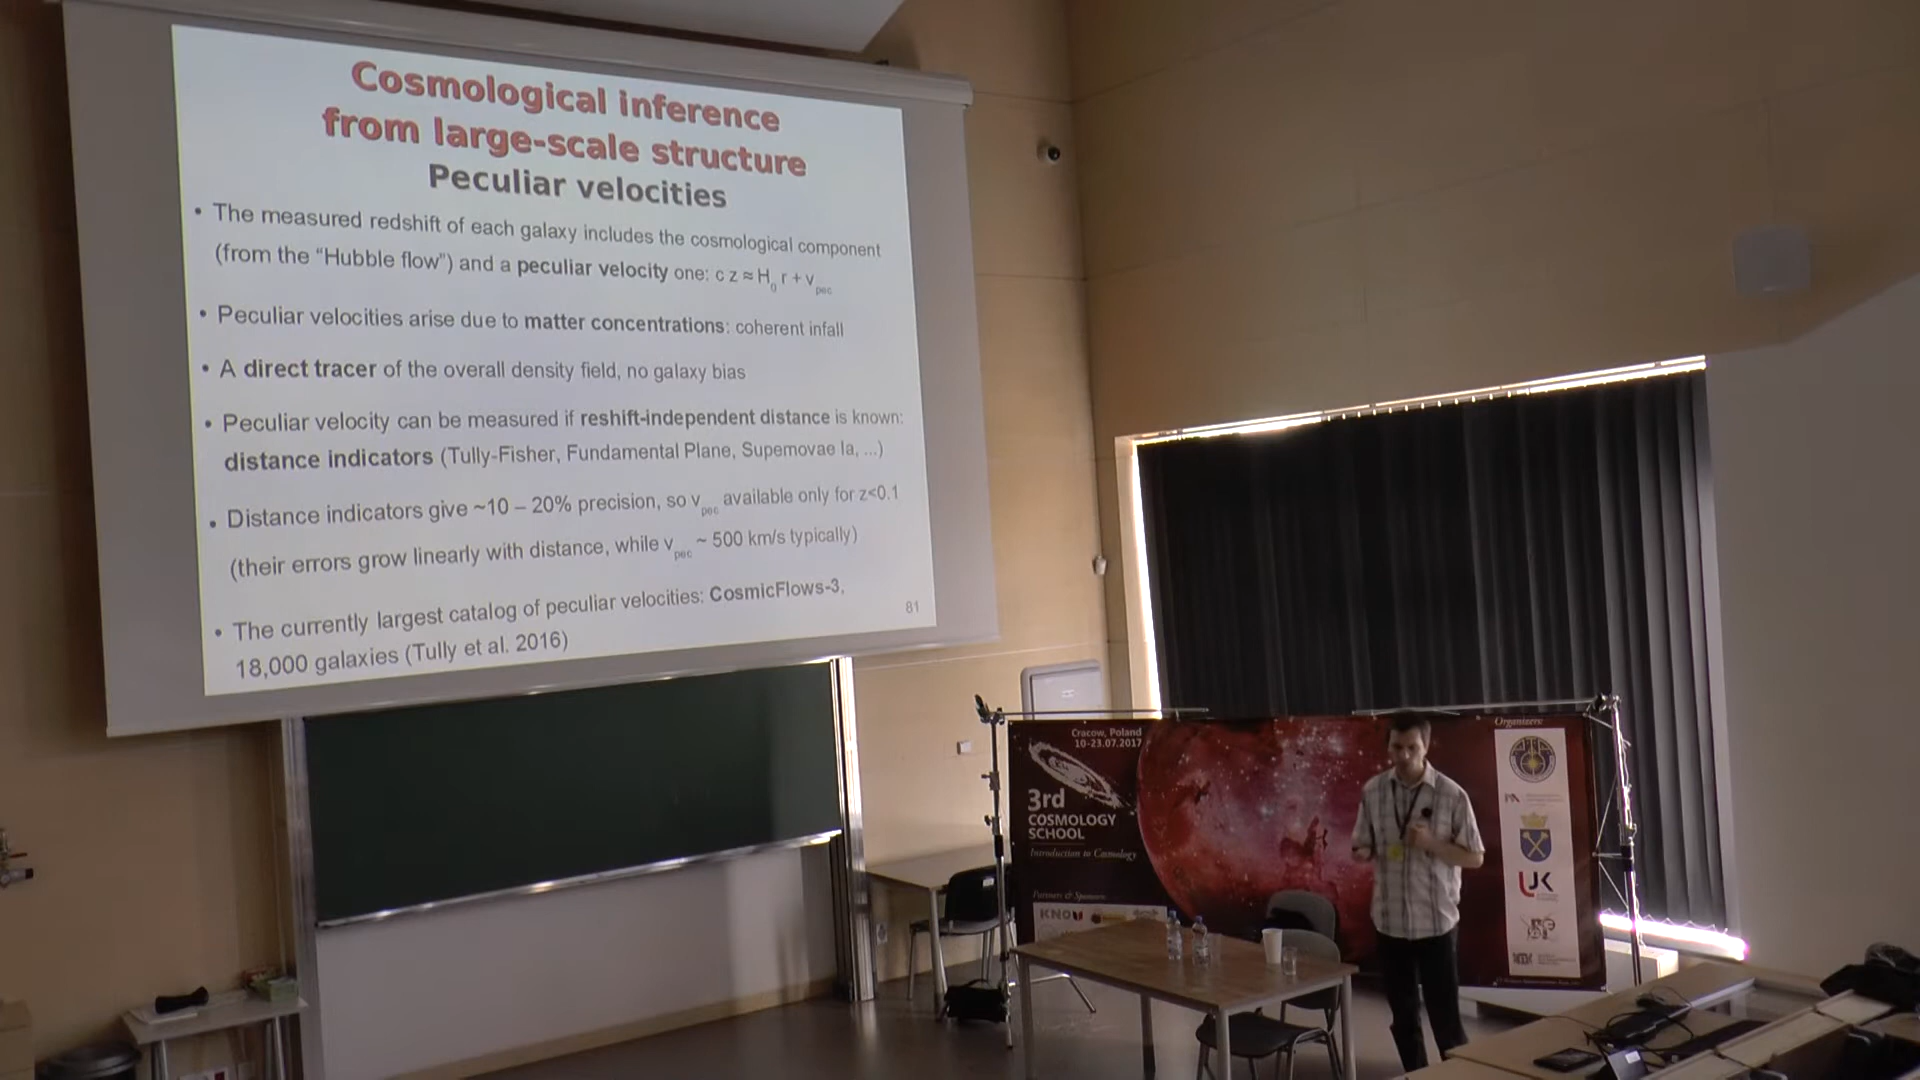 Cosmological inference
from large-scale structure
Peculiar velocities
• The measured redshift of each galaxy includes the cosmological component
(from the “Hubble flow”) and a peculiar velocity one: c z ≈ H0 r + vpec
• Peculiar velocities arise due to matter concentrations: coherent infall
• A direct tracer of the overall density field, no galaxy bias
• Peculiar velocity can be measured if reshift-independent distance is known:
distance indicators (Tully-Fisher, Fundamental Plane, Supernovae Ia, ...)
• Distance indicators give ~10 – 20% precision, so vpec available only for z<0.1
(their errors grow linearly with distance, while vpec ~ 500 km/s typically)
• The currently largest catalog of peculiar velocities: CosmicFlows-3,
18,000 galaxies (Tully et al. 2016)
81
Cracow, Poland
10-23.07.2017
3rd
COSMOLOGY
SCHOOL
Introduction to Cosmology
Partners & Sponsors:
KNO
Organizers:
UJK